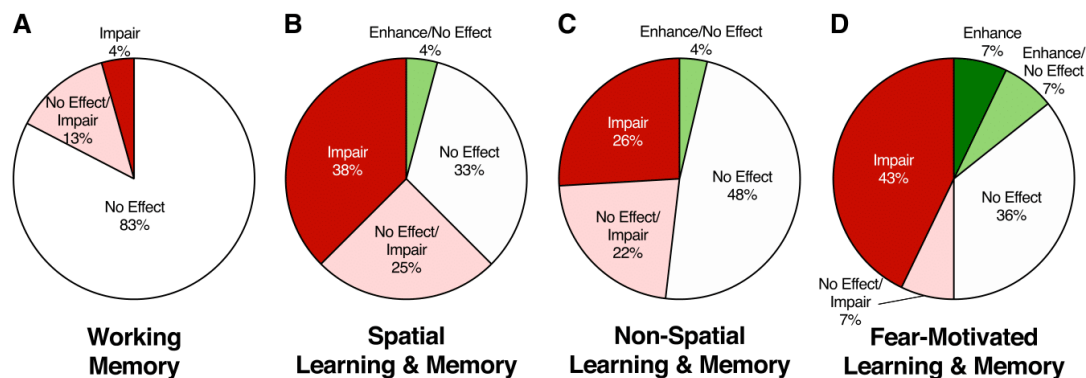 A
Impair
4%
No Effect/
Impair
13%
No Effect
83%
Working
Memory
B
Enhance/No Effect
4%
Impair
38%
No Effect
33%
No Effect/
Impair
25%
Spatial
Learning & Memory
C
Enhance/No Effect
4%
Impair
26%
No Effect
48%
No Effect/
Impair
22%
Non-Spatial
Learning & Memory
D
Enhance
7%
Enhance/
No Effect
7%
Impair
43%
No Effect
36%
No Effect/
Impair
7%
Fear-Motivated
Learning & Memory